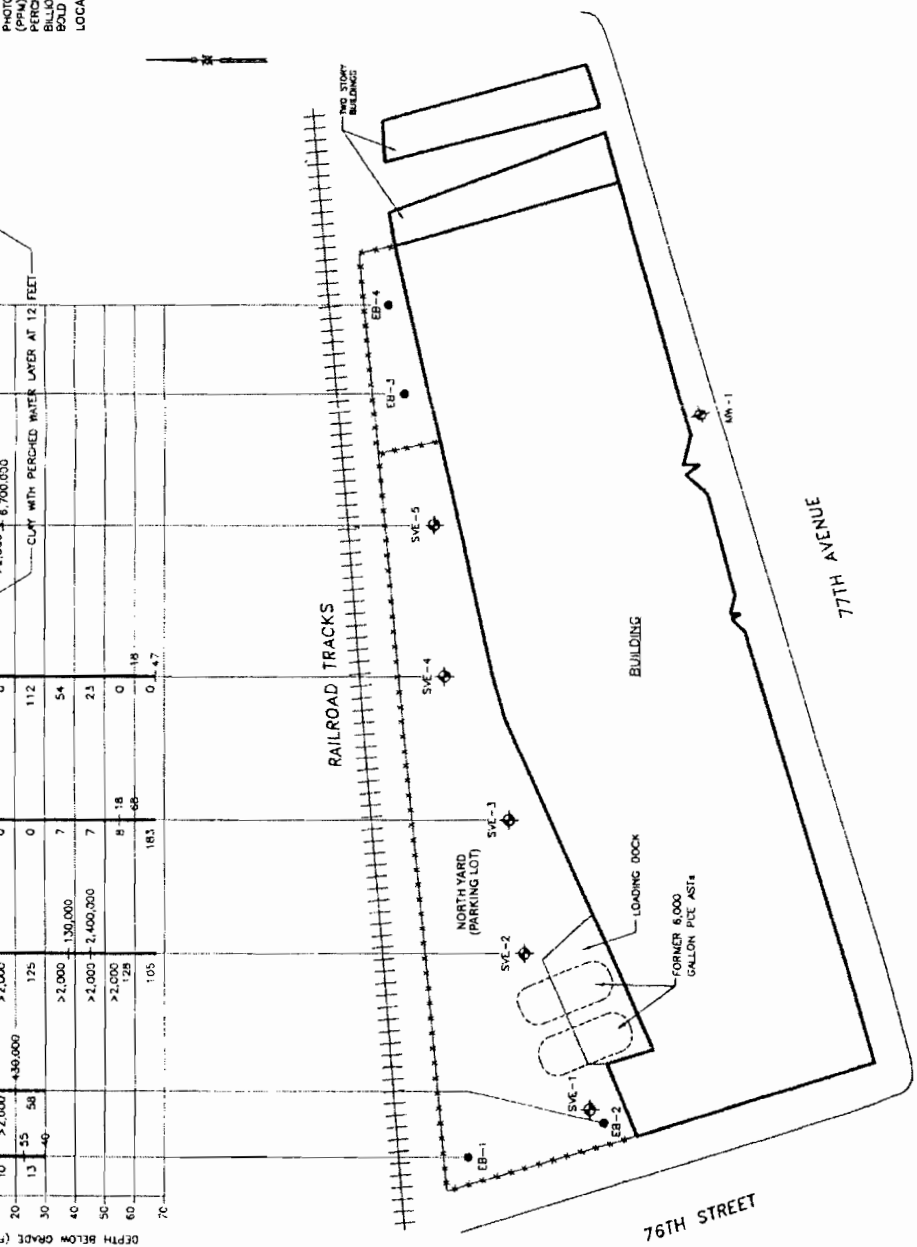 PHOTO
(PPM)
PERCH
BILLIO
BOLD
LOCA
6,700,000
CLAY WITH PERCHED WATER LAYER AT 12 FEET
10
>2,000
430,000
>2,000
0
0
20
13
55
58
125
0
112
30
40
>2,000
130,000
7
54
40
>2,000
2,400,000
7
23
50
>2,000
128
8
18
68
0
18
60
105
183
0
47
70
DEPTH BELOW GRADE (F
TWO STORY
BUILDINGS
RAILROAD TRACKS
EB-4
EB-3
SVE-5
SVE-4
SVE-3
NORTH YARD
(PARKING LOT)
SVE-2
LOADING DOCK
FORMER 6,000
GALLON PCE ASTs
SVE-1
EB-2
EB-1
BUILDING
MW-1
77TH AVENUE
76TH STREET